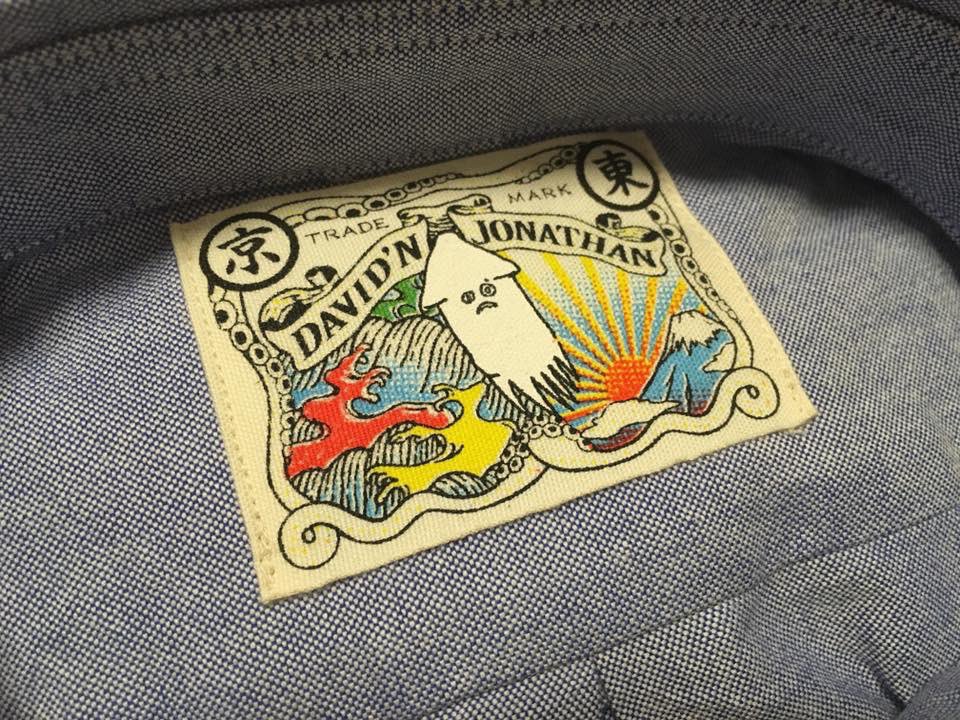 京
東
TRADE MARK
DAVID'N JONATHAN